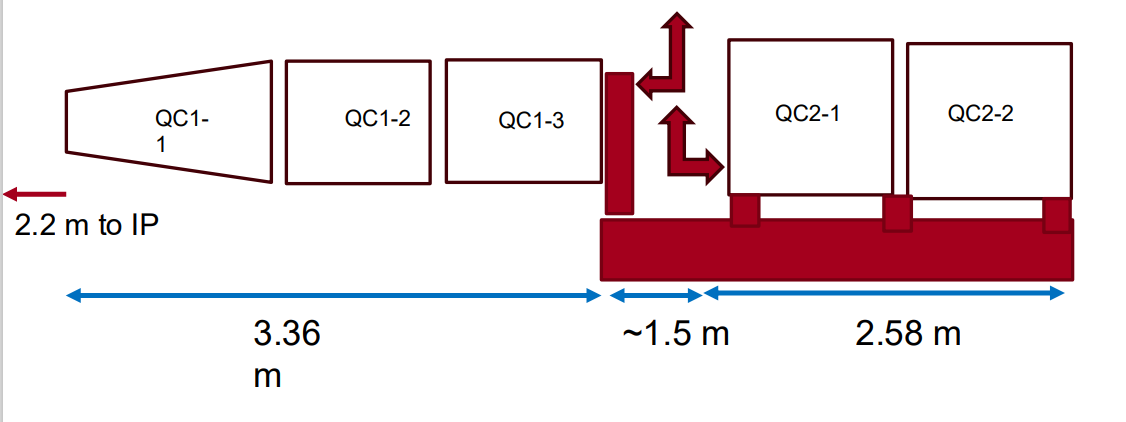 QC1-
1
QC1-2
QC1-3
QC2-1
QC2-2
2.2 m to IP
3.36
m
~1.5 m
2.58 m